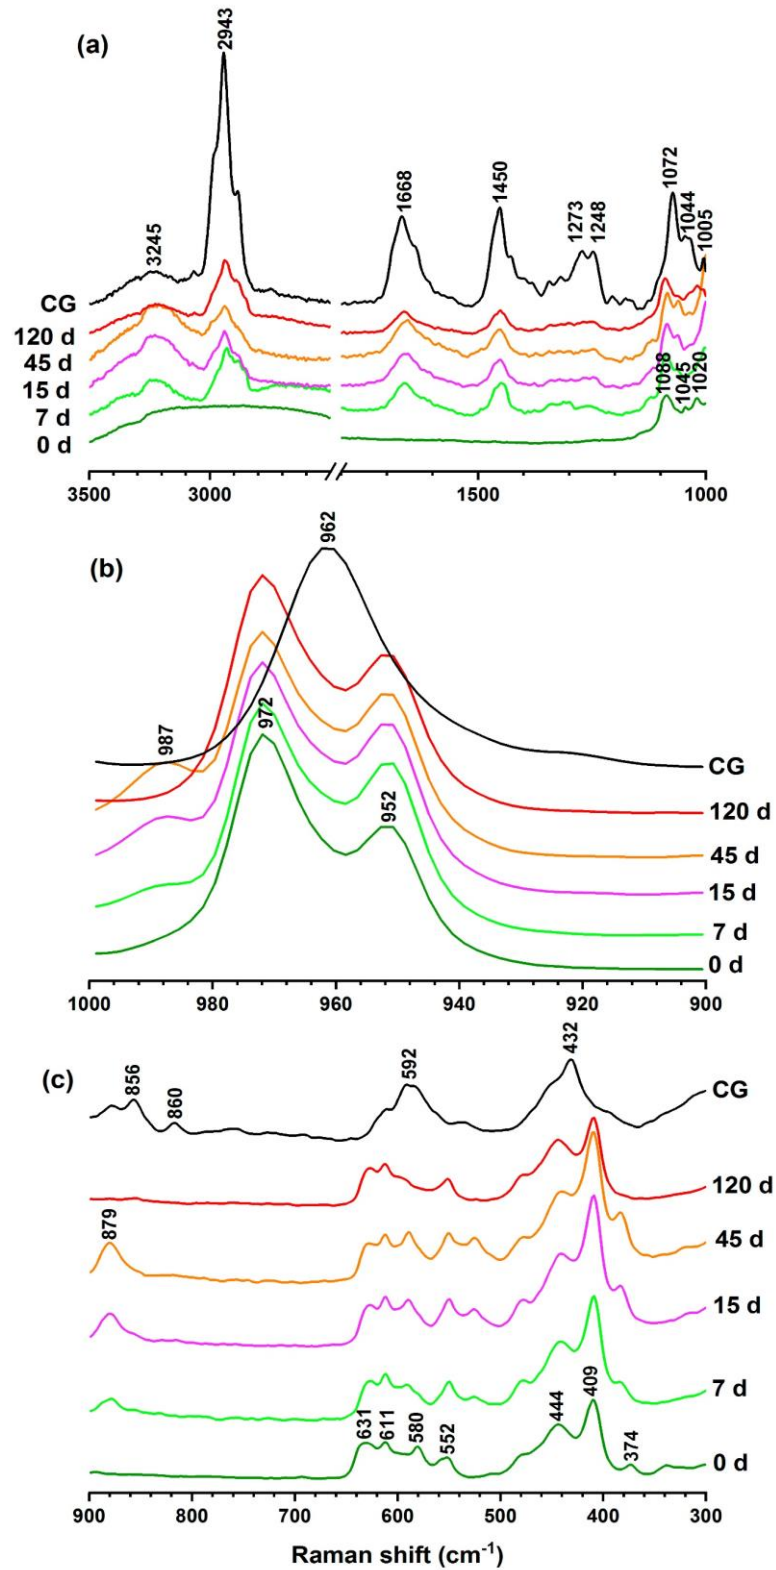 (a)
2943
3245
1668
1450
1273
1248
1072
1044
1005
CG
120 d
45 d
15 d
7 d
0 d
1088
1045
1020
3500
3000
1500
1000
(b)
962
987
972
952
CG
120 d
45 d
15 d
7 d
0 d
1000
980
960
940
920
900
(c)
856
860
592
432
CG
120 d
879
45 d
15 d
7 d
631
611
580
552
444
409
374
0 d
900
800
700
600
500
400
300
Raman shift (cm⁻¹)